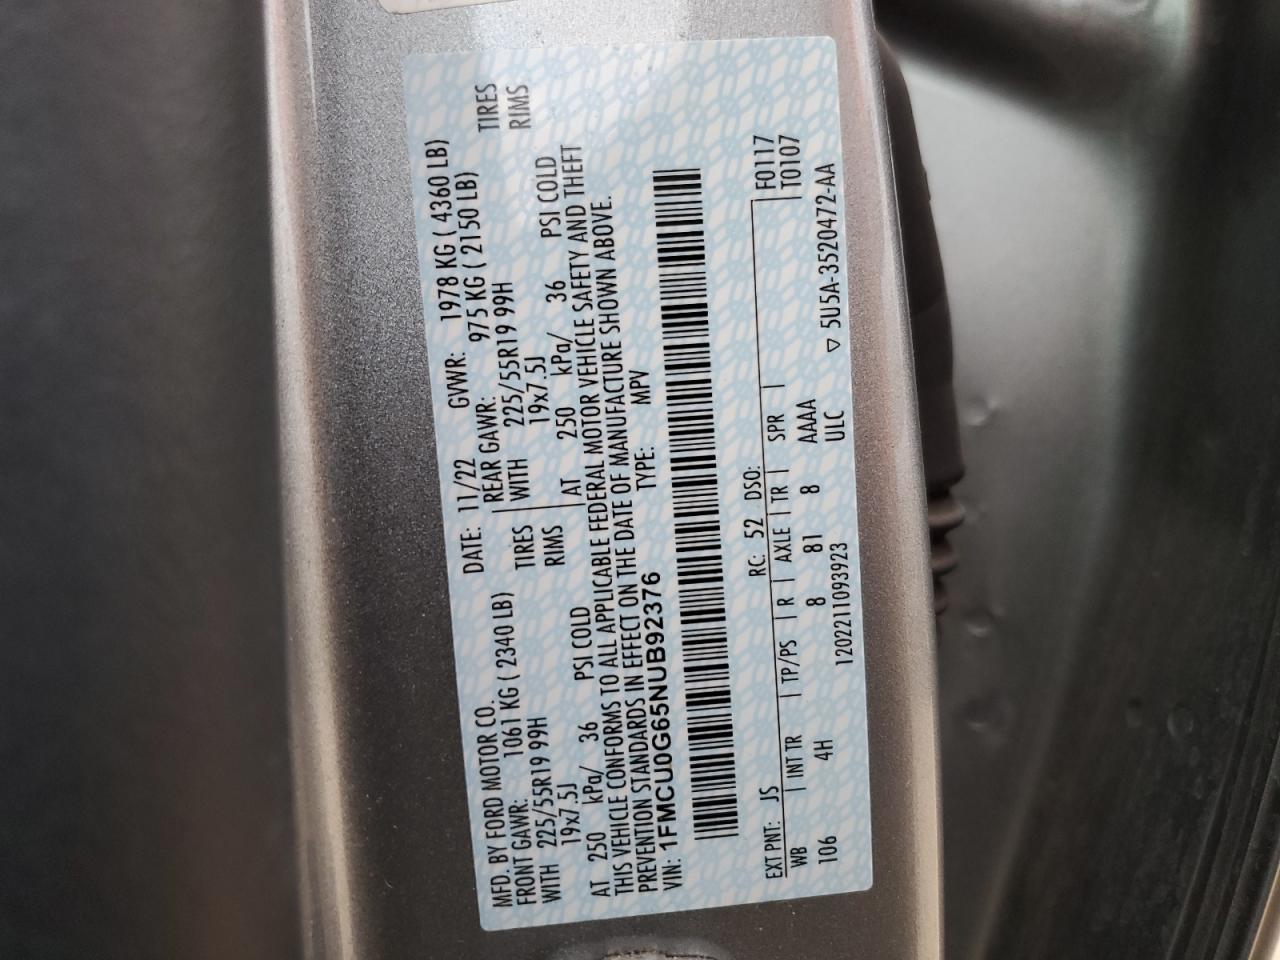 MFD. BY FORD MOTOR CO. DATE: 11/22 GVWR: 1978 KG ( 4360 LB)
FRONT GAWR: 1061 KG ( 2340 LB) REAR GAWR: 975 KG ( 2150 LB)
WITH 225/55R19 99H TIRES WITH 225/55R19 99H TIRES
19x7.5J RIMS 19x7.5J RIMS
AT 250 kPa/ 36 PSI COLD AT 250 kPa/ 36 PSI COLD
THIS VEHICLE CONFORMS TO ALL APPLICABLE FEDERAL MOTOR VEHICLE SAFETY AND THEFT
PREVENTION STANDARDS IN EFFECT ON THE DATE OF MANUFACTURE SHOWN ABOVE.
VIN: 1FMCU0G65NUB92376 TYPE: MPV
EXT PNT: JS RC: 52 DSO: F0117
WB INT TR TP/PS R AXLE TR SPR T0107
106 4H 8 81 8 AAAA
1202211093923 ULC ▽ 5U5A-3520472-AA